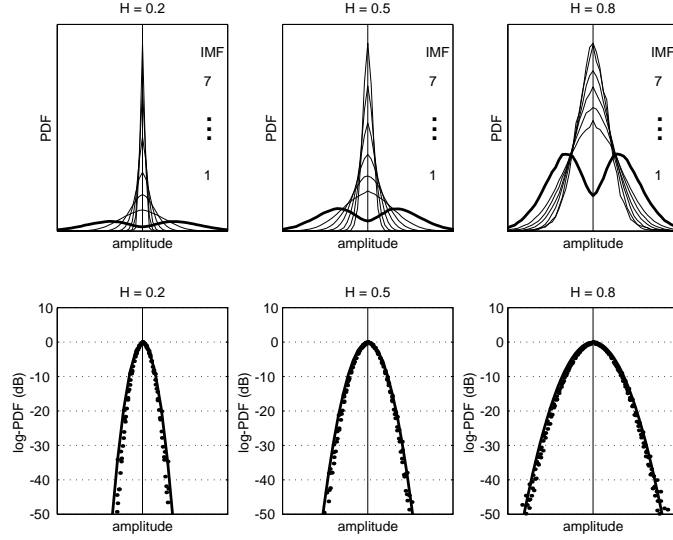 H = 0.2
IMF
7
⋮
1
PDF
amplitude
H = 0.5
IMF
7
⋮
1
PDF
amplitude
H = 0.8
IMF
7
⋮
1
PDF
amplitude
H = 0.2
10
0
-10
-20
-30
-40
-50
log-PDF (dB)
amplitude
H = 0.5
10
0
-10
-20
-30
-40
-50
log-PDF (dB)
amplitude
H = 0.8
10
0
-10
-20
-30
-40
-50
log-PDF (dB)
amplitude